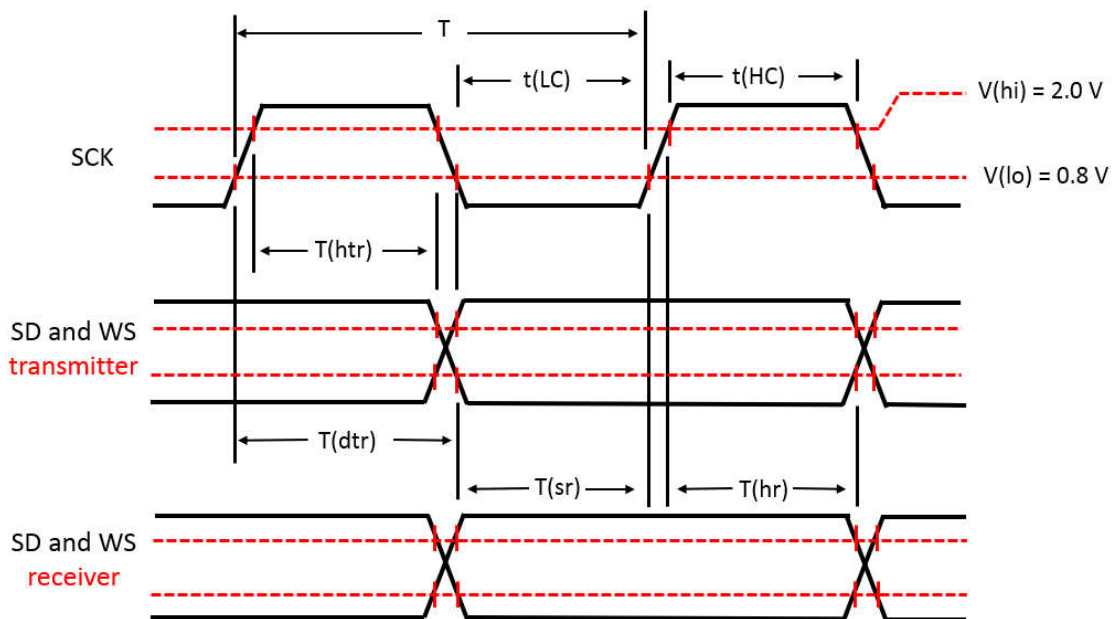 T
t(LC)
t(HC)
V(hi) = 2.0 V
SCK
V(lo) = 0.8 V
T(htr)
SD and WS
transmitter
T(dtr)
T(sr)
T(hr)
SD and WS
receiver